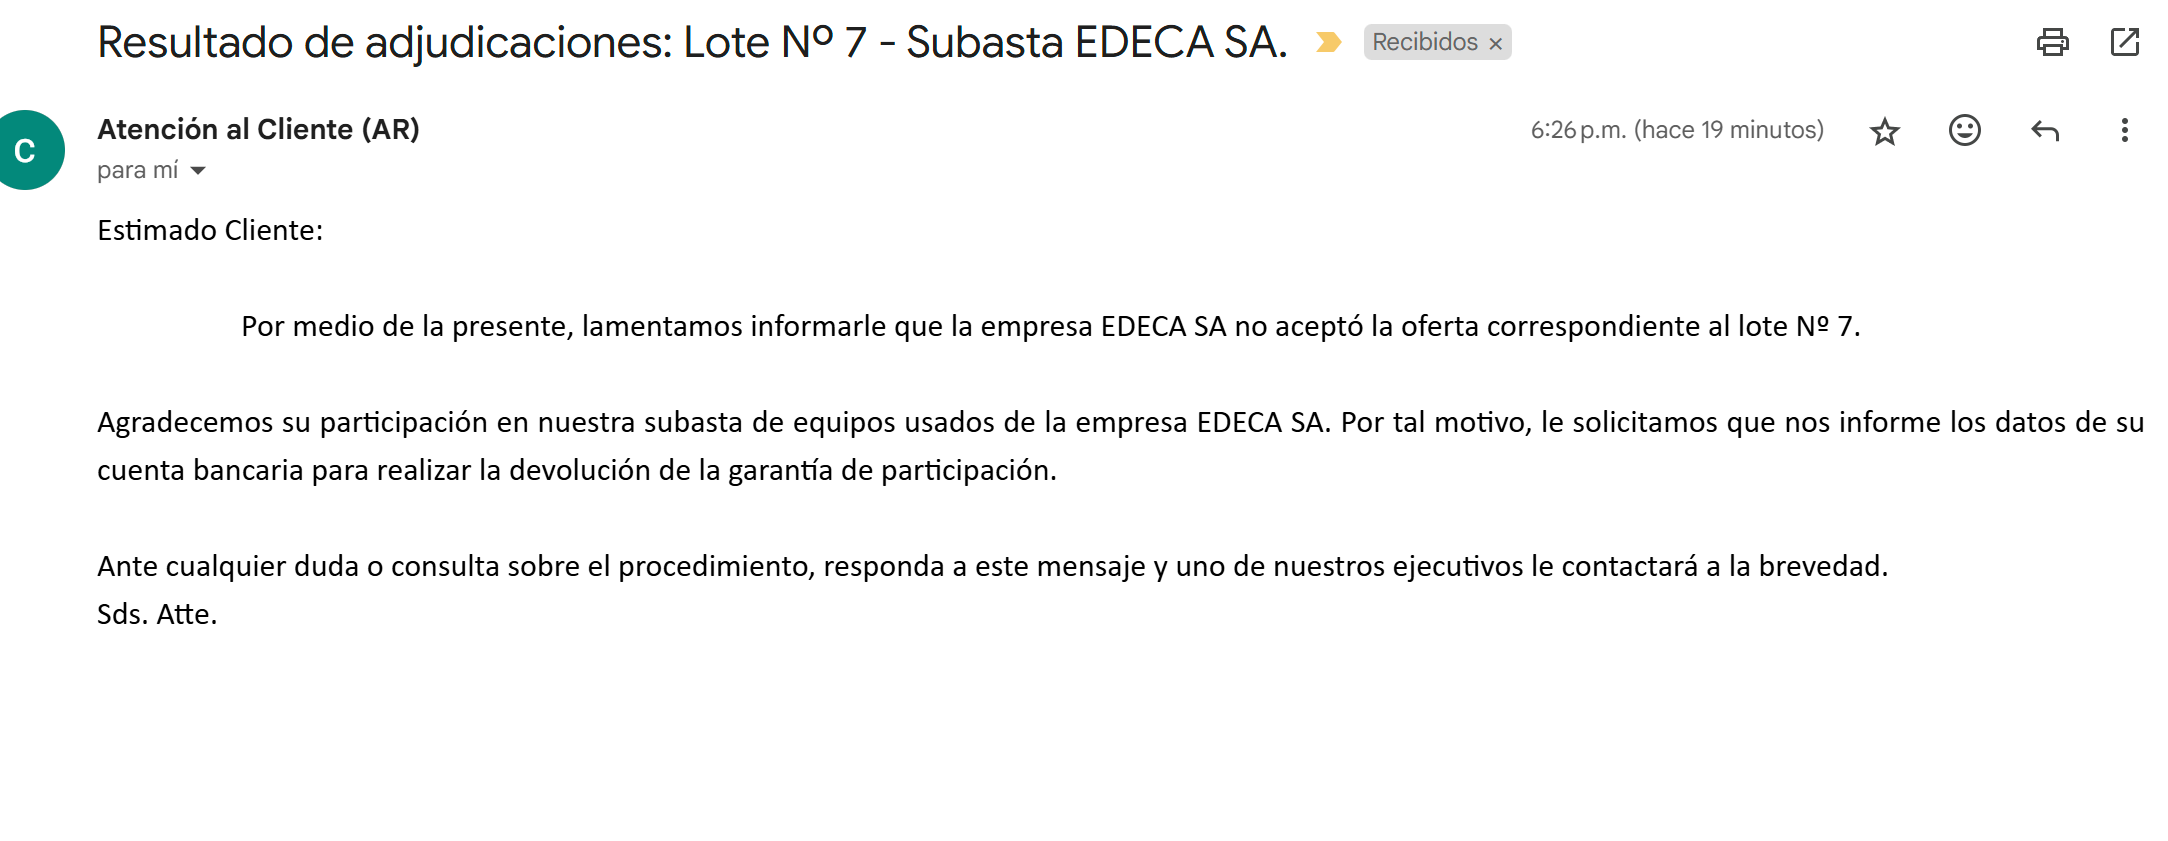 Resultado de adjudicaciones: Lote Nº 7 - Subasta EDECA SA. Recibidos ×
C
Atención al Cliente (AR) 6:26 p.m. (hace 19 minutos)
para mí
Estimado Cliente:
Por medio de la presente, lamentamos informarle que la empresa EDECA SA no aceptó la oferta correspondiente al lote Nº 7.
Agradecemos su participación en nuestra subasta de equipos usados de la empresa EDECA SA. Por tal motivo, le solicitamos que nos informe los datos de su
cuenta bancaria para realizar la devolución de la garantía de participación.
Ante cualquier duda o consulta sobre el procedimiento, responda a este mensaje y uno de nuestros ejecutivos le contactará a la brevedad.
Sds. Atte.